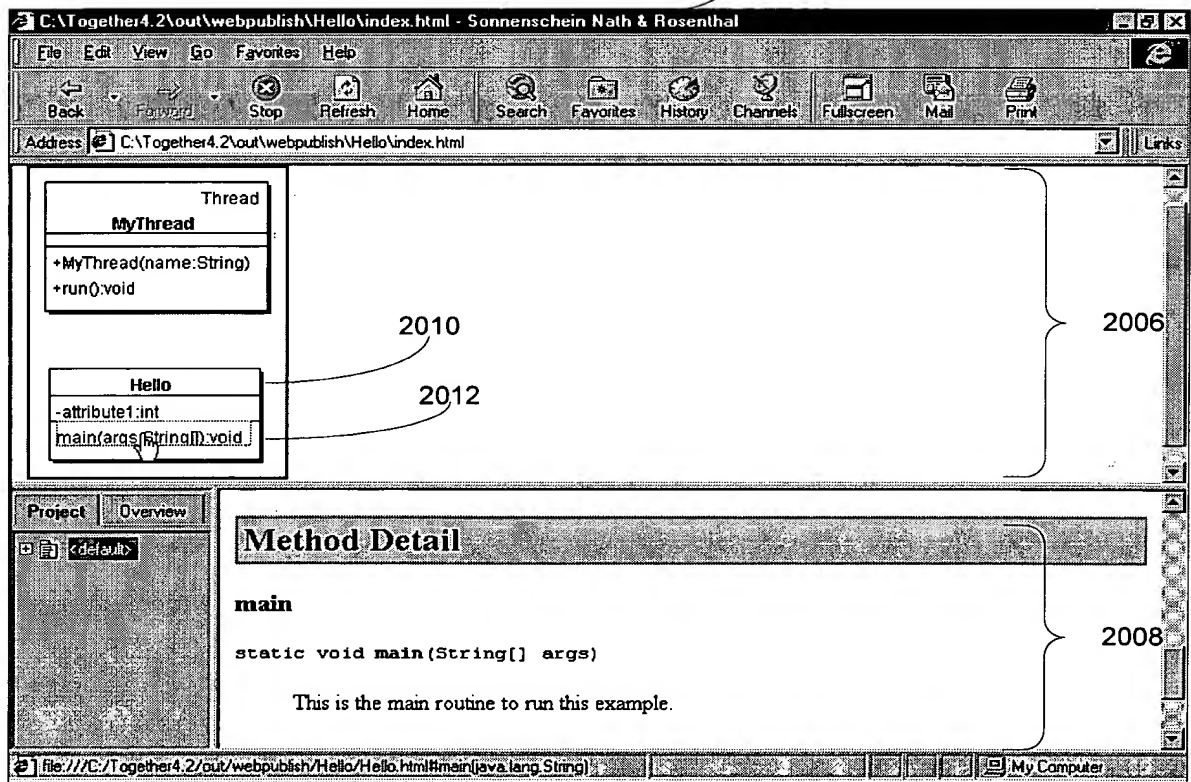 C:\Together4.2\out\webpublish\Hello\index.html - Sonnenschein Nath & Rosenthal
File Edit View Go Favorites Help
Back Forward Stop Refresh Home Search Favorites History Channels Fullscreen Mail Print
Address C:\Together4.2\out\webpublish\Hello\index.html Links
Thread
MyThread
+MyThread(name:String)
+run():void
2010
2006
Hello
2012
-attribute1:int
main(args:String[]):void
Project Overview
<default>
Method Detail
main
static void main(String[] args)
2008
This is the main routine to run this example.
file:///C:/Together4.2/out/webpublish/Hello/Hello.html#main(java.lang.String) My Computer